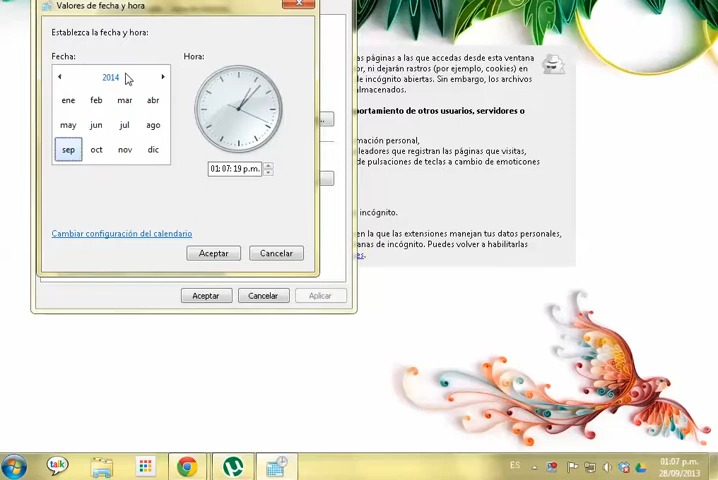 Valores de fecha y hora
Establezca la fecha y hora:
Fecha:
Hora:
2014
ene feb mar abr
may jun jul ago
sep oct nov dic
01:07:19 p.m.
Cambiar configuración del calendario
Aceptar Cancelar
Aceptar Cancelar Aplicar
as páginas a las que accedas desde esta ventana
or, ni dejarán rastros (por ejemplo, cookies) en
de incógnito abiertas. Sin embargo, los archivos
almacenados.
portamiento de otros usuarios, servidores o
mación personal,
leadores que registran las páginas que visitas,
de pulsaciones de teclas a cambio de emoticones
incógnito.
en la que las extensiones manejan tus datos personales,
anas de incógnito. Puedes volver a habilitarlas
es.
talk
ES
01:07 p.m.
28/09/2013